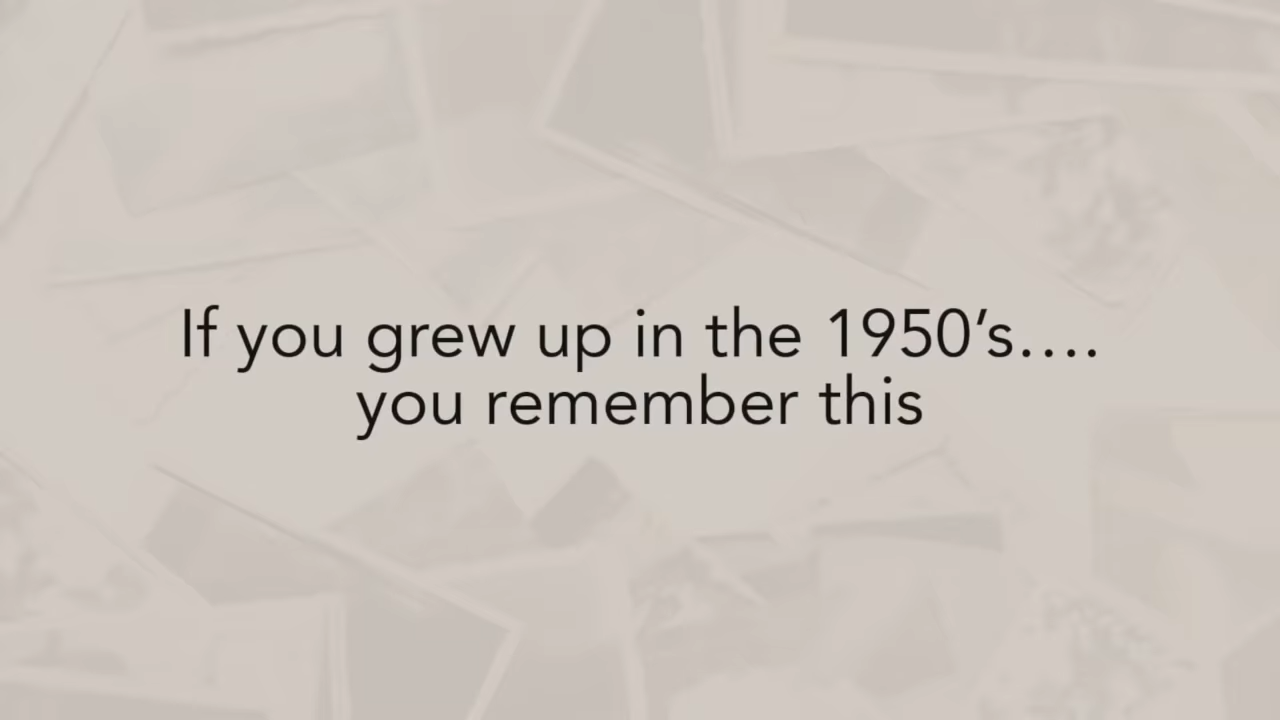 If you grew up in the 1950’s....
you remember this